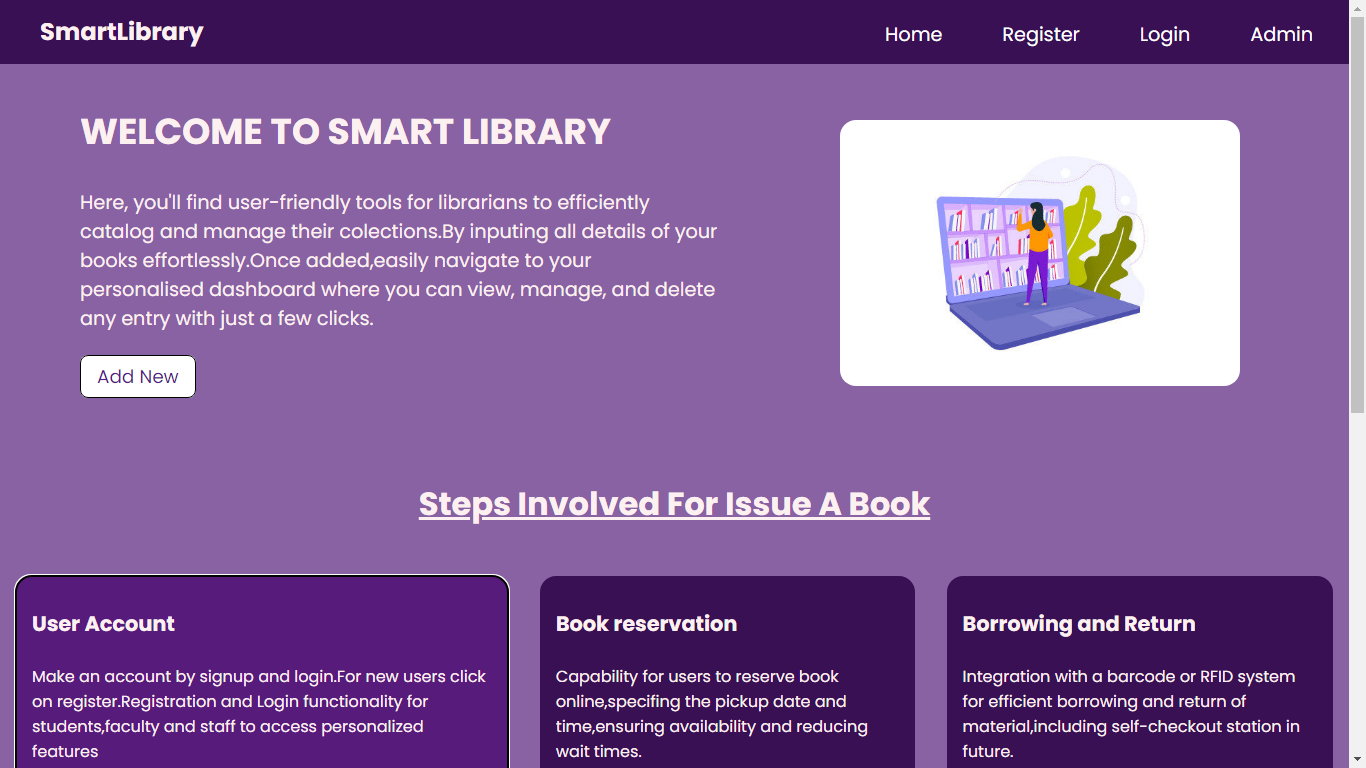 SmartLibrary
Home
Register
Login
Admin
WELCOME TO SMART LIBRARY
Here, you'll find user-friendly tools for librarians to efficiently
catalog and manage their colections.By inputing all details of your
books effortlessly.Once added,easily navigate to your
personalised dashboard where you can view, manage, and delete
any entry with just a few clicks.
Add New
Steps Involved For Issue A Book
User Account
Make an account by signup and login.For new users click
on register.Registration and Login functionality for
students,faculty and staff to access personalized
features
Book reservation
Capability for users to reserve book
online,specifing the pickup date and
time,ensuring availability and reducing
wait times.
Borrowing and Return
Integration with a barcode or RFID system
for efficient borrowing and return of
material,including self-checkout station in
future.